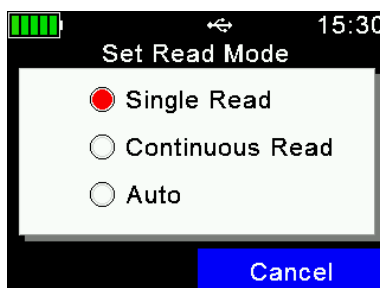 15:30
Set Read Mode
Single Read
Continuous Read
Auto
Cancel